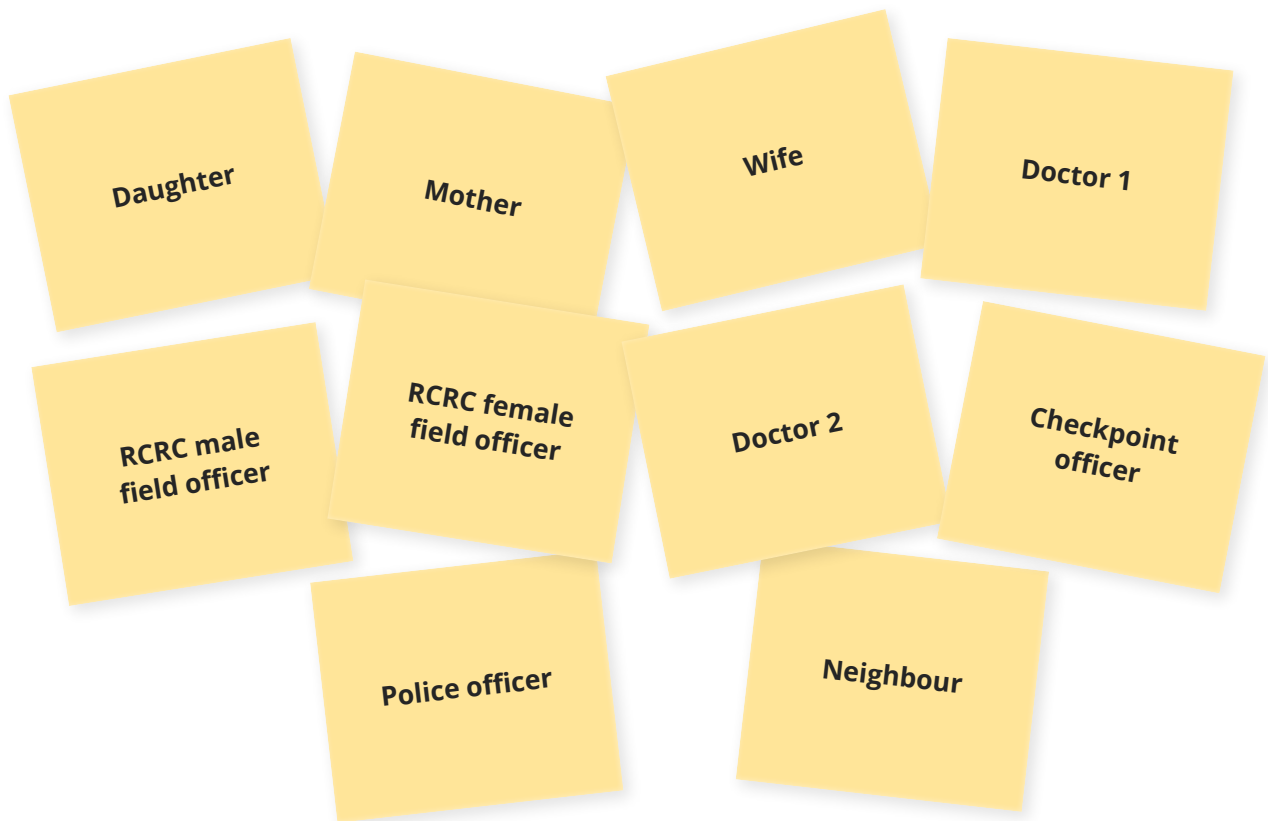 Daughter
Mother
Wife
Doctor 1
RCRC male
field officer
RCRC female
field officer
Doctor 2
Checkpoint
officer
Police officer
Neighbour